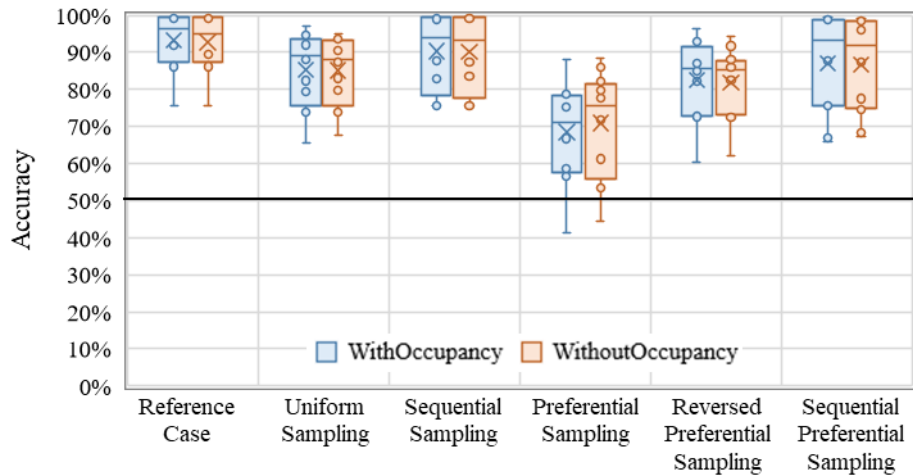 100%
90%
80%
70%
60%
50%
40%
30%
20%
10%
0%
Accuracy
WithOccupancy WithoutOccupancy
Reference
Case
Uniform
Sampling
Sequential
Sampling
Preferential
Sampling
Reversed
Preferential
Sampling
Sequential
Preferential
Sampling